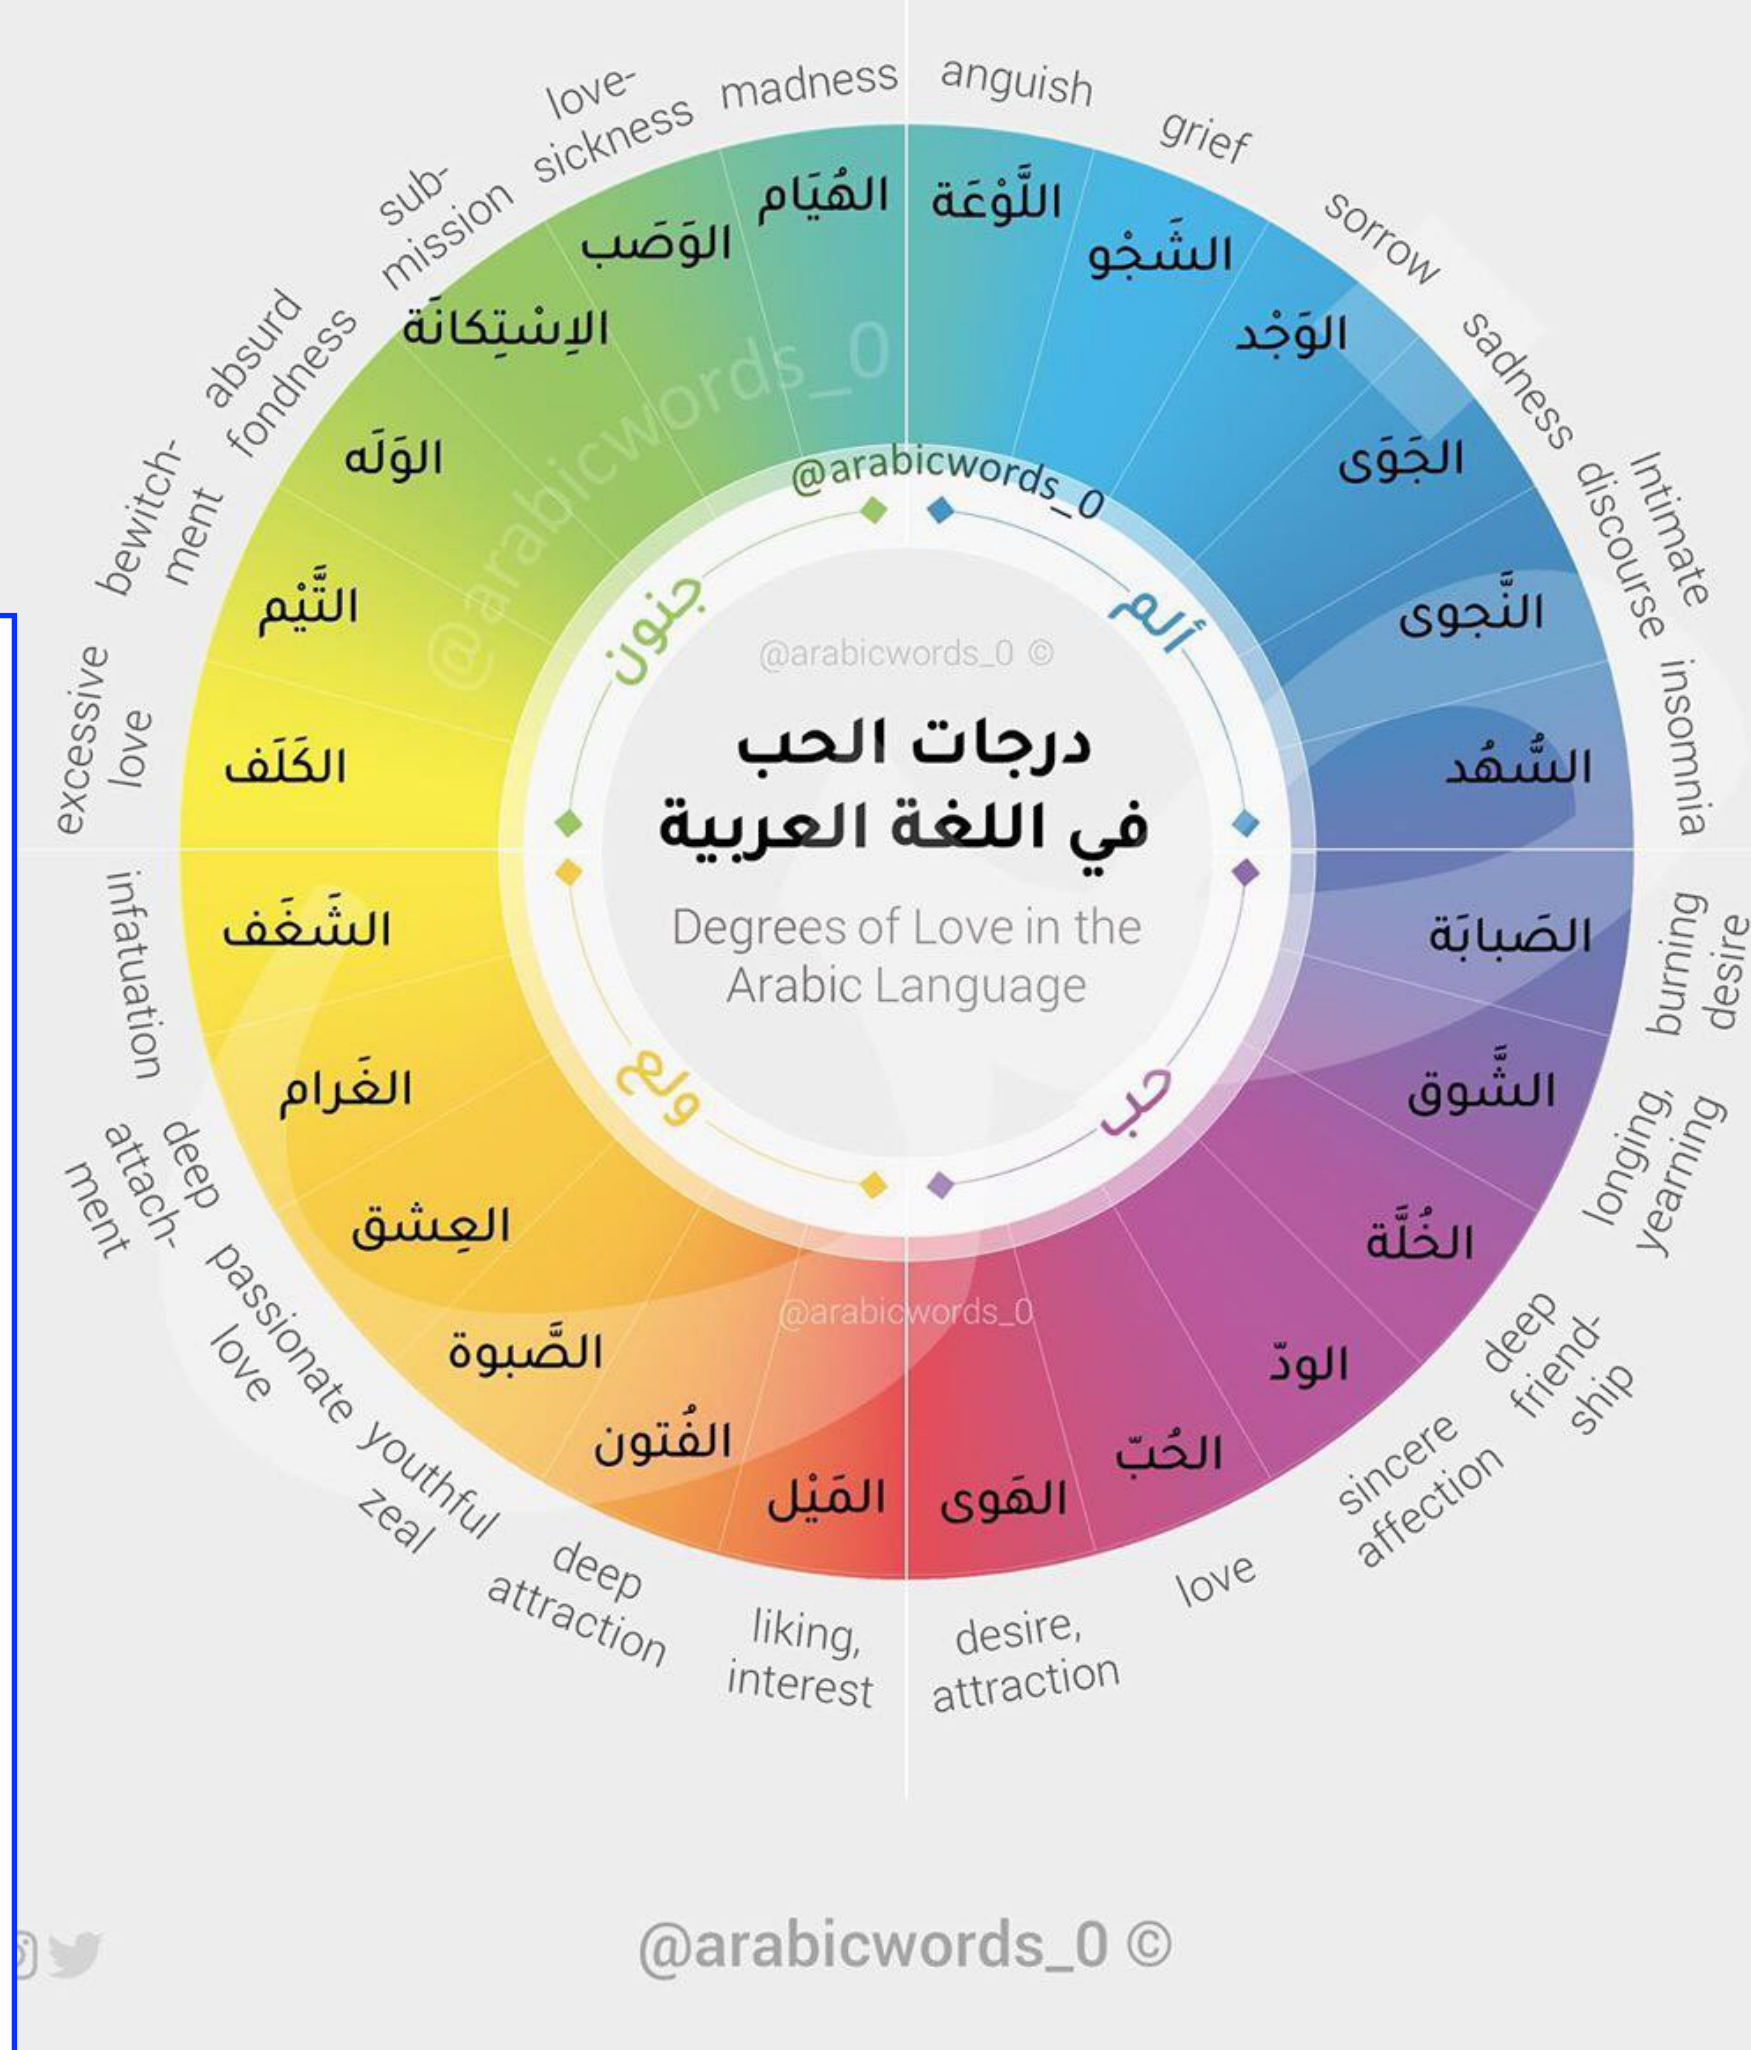 madness
الهُيَام
anguish
اللَّوْعَة
grief
الشَجْو
sorrow
الوَجْد
sadness
الجَوَى
Intimate
discourse
النَّجوى
insomnia
السُّهُد
burning
desire
الصَبابَة
longing,
yearning
الشَّوق
deep
friend-
ship
الخُلَّة
sincere
affection
الودّ
love
الحُبّ
desire,
attraction
الهَوى
liking,
interest
المَيْل
deep
attraction
الفُتون
youthful
zeal
الصَّبوة
passionate
love
العِشق
deep
attach-
ment
الغَرام
infatuation
الشَغَف
excessive
love
الكَلَف
bewitch-
ment
التَّيْم
absurd
fondness
الوَلَه
sub-
mission
الاِسْتِكانَة
love-
sickness
الوَصَب
@arabicwords_0
@arabicwords_0
جنون
ألم
حب
ولع
@arabicwords_0 ©
درجات الحب
في اللغة العربية
Degrees of Love in the
Arabic Language
@arabicwords_0
@arabicwords_0 ©